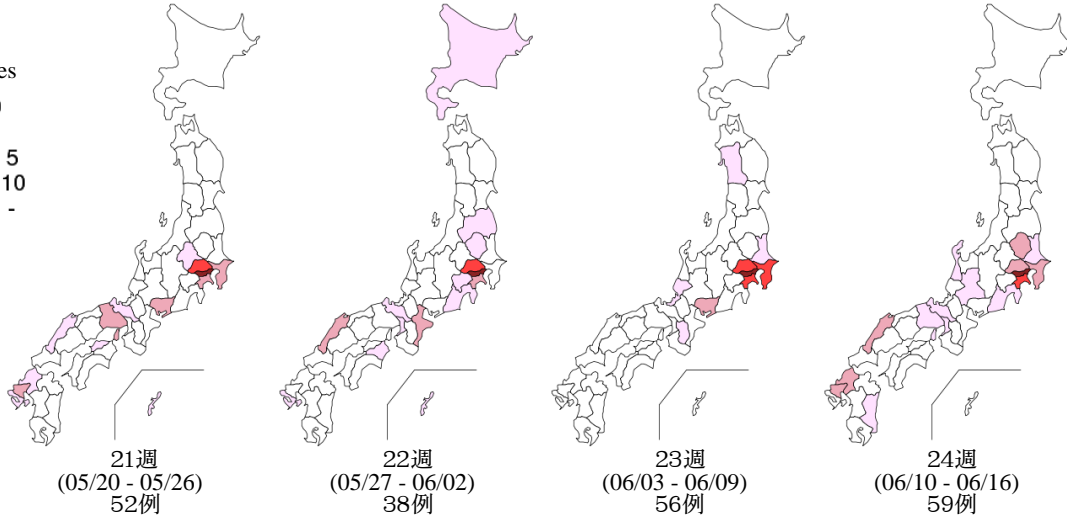 es
5
10
-
21週
(05/20 - 05/26)
52例
22週
(05/27 - 06/02)
38例
23週
(06/03 - 06/09)
56例
24週
(06/10 - 06/16)
59例